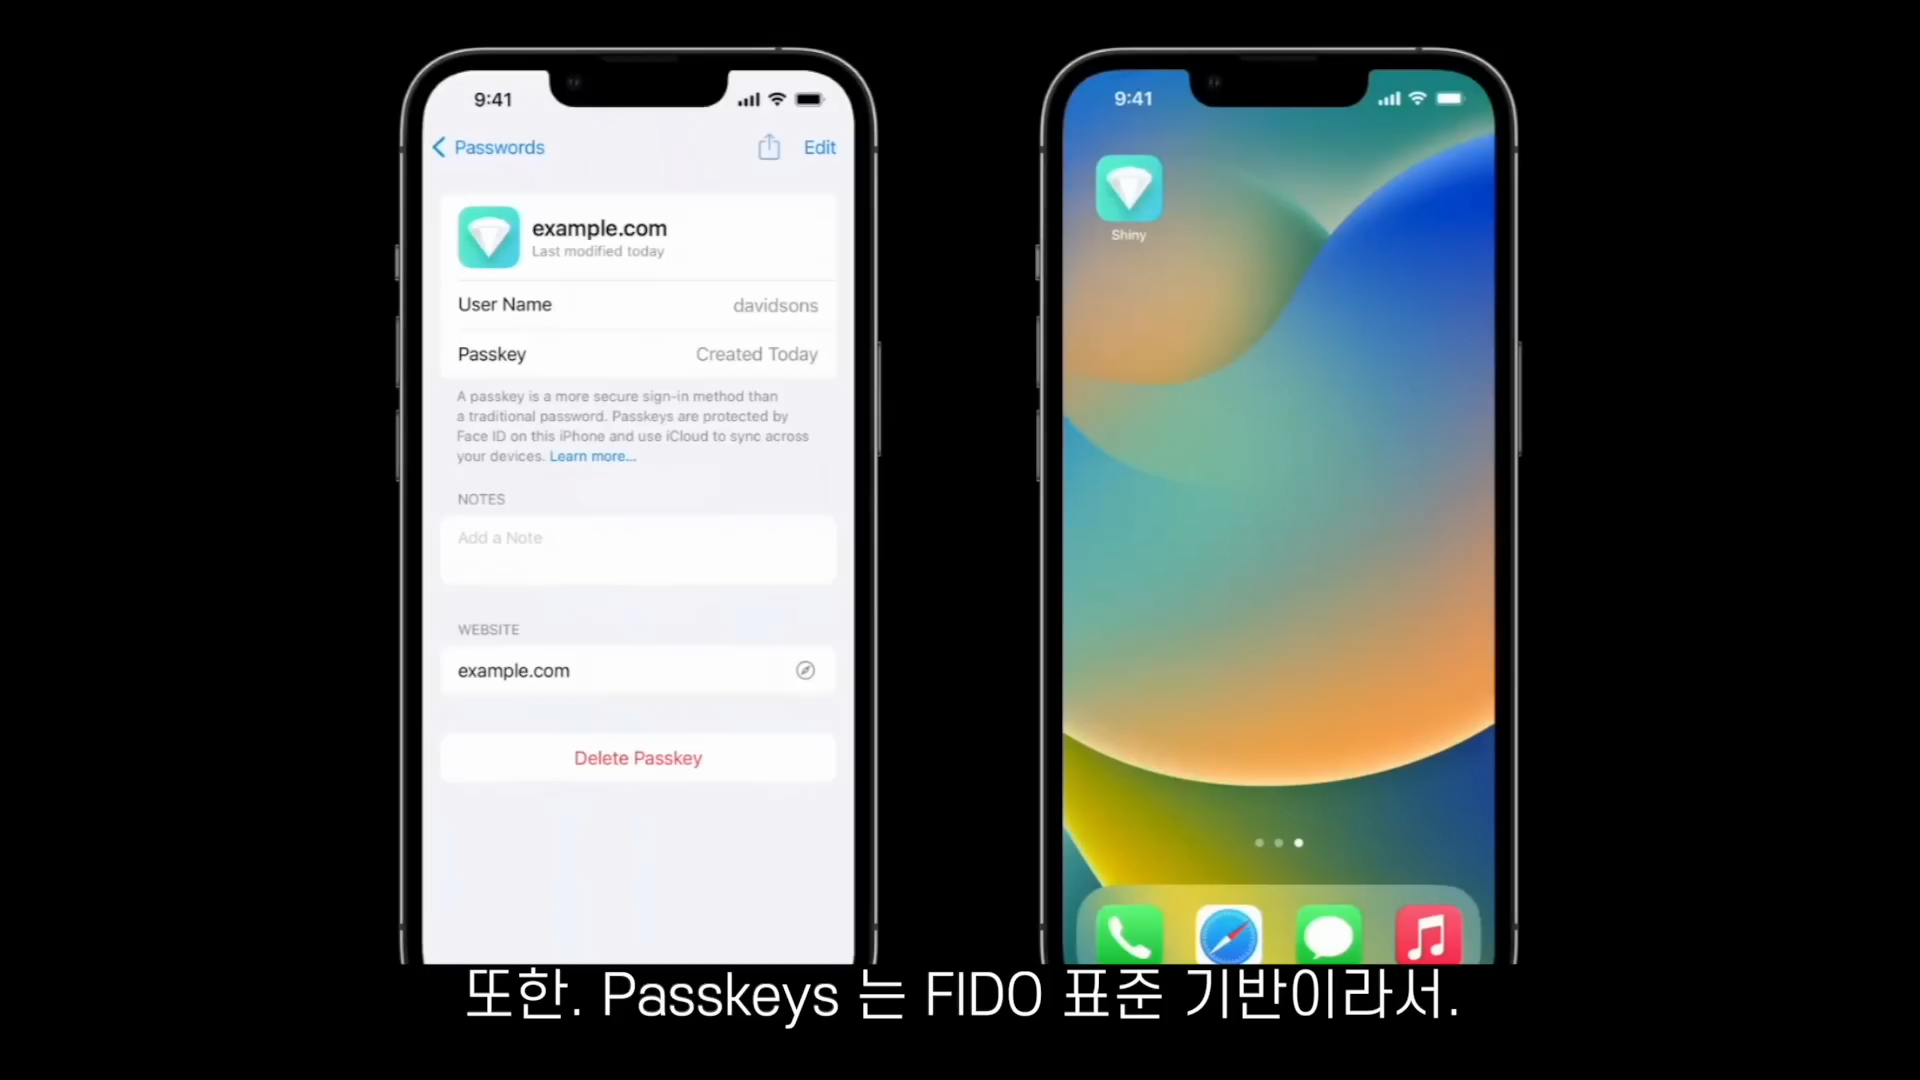 9:41
Passwords
Edit
example.com
Last modified today
User Name
davidsons
Passkey
Created Today
A passkey is a more secure sign-in method than
a traditional password. Passkeys are protected by
Face ID on this iPhone and use iCloud to sync across
your devices. Learn more...
NOTES
Add a Note
WEBSITE
example.com
Delete Passkey
9:41
Shiny
또한. Passkeys 는 FIDO 표준 기반이라서.